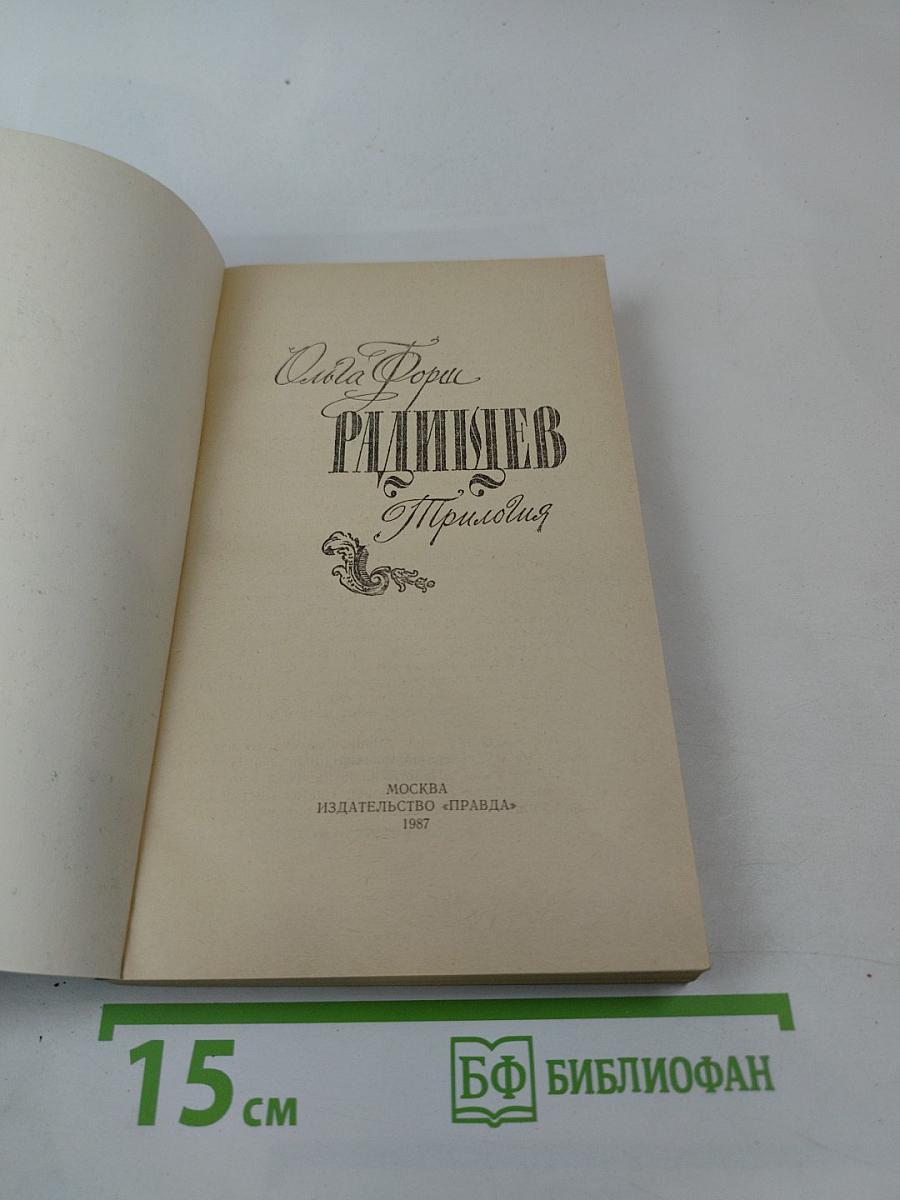 Ольга Форш
РАДИЩЕВ
Трилогия
МОСКВА
ИЗДАТЕЛЬСТВО «ПРАВДА»
1987
15 см
БФ БИБЛИОФАН